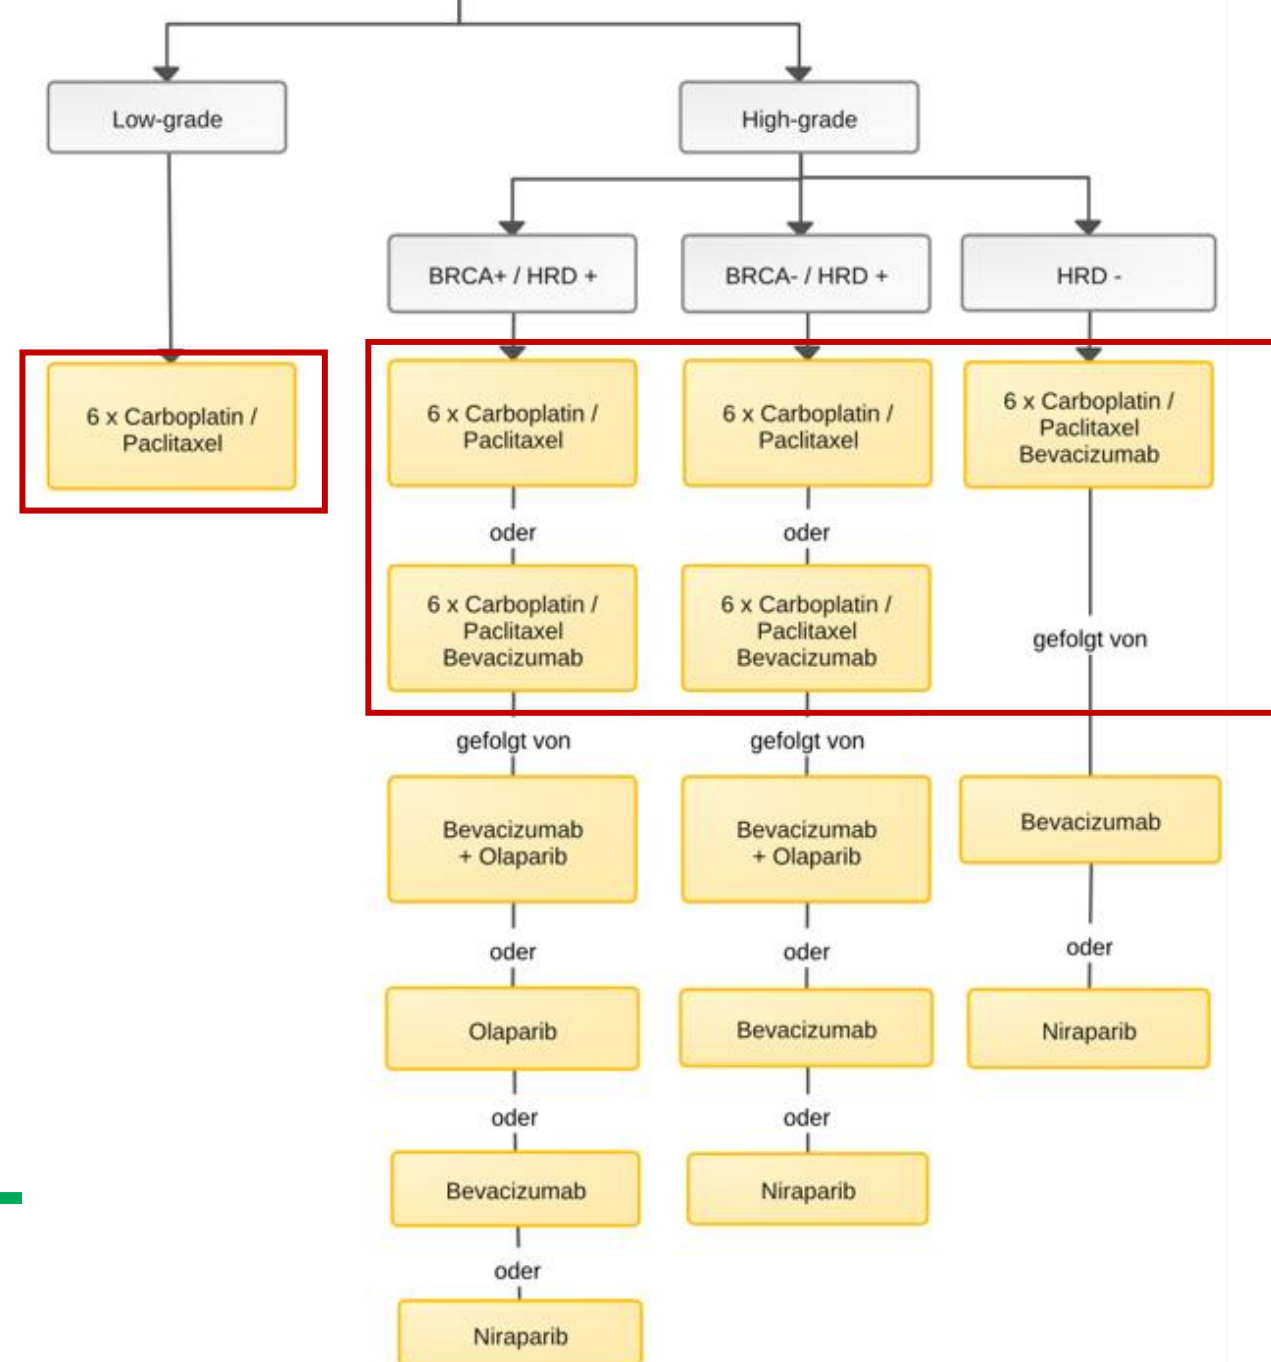 Low-grade
High-grade
BRCA+ / HRD +
BRCA- / HRD +
HRD -
6 x Carboplatin /
Paclitaxel
6 x Carboplatin /
Paclitaxel
oder
6 x Carboplatin /
Paclitaxel
Bevacizumab
gefolgt von
Bevacizumab
+ Olaparib
oder
Olaparib
oder
Bevacizumab
oder
Niraparib
6 x Carboplatin /
Paclitaxel
oder
6 x Carboplatin /
Paclitaxel
Bevacizumab
gefolgt von
Bevacizumab
+ Olaparib
oder
Bevacizumab
oder
Niraparib
6 x Carboplatin /
Paclitaxel
Bevacizumab
gefolgt von
Bevacizumab
oder
Niraparib